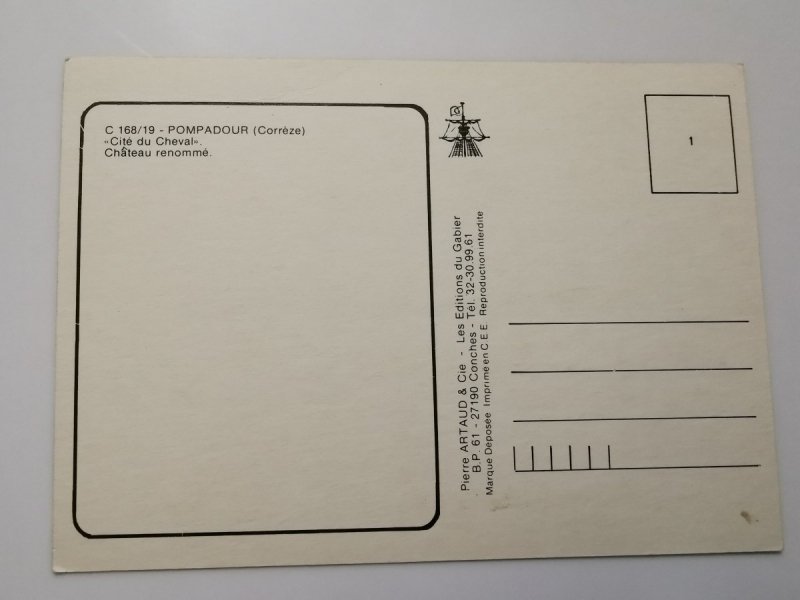 C 168/19 - POMPADOUR (Corrèze)
«Cité du Cheval».
Château renommé.
1
Pierre ARTAUD & Cie - Les Editions du Gabier
B.P. 61 - 27190 Conches - Tél. 32-30.99 61
Marque Deposée Imprimé en C E E Reproduction interdite